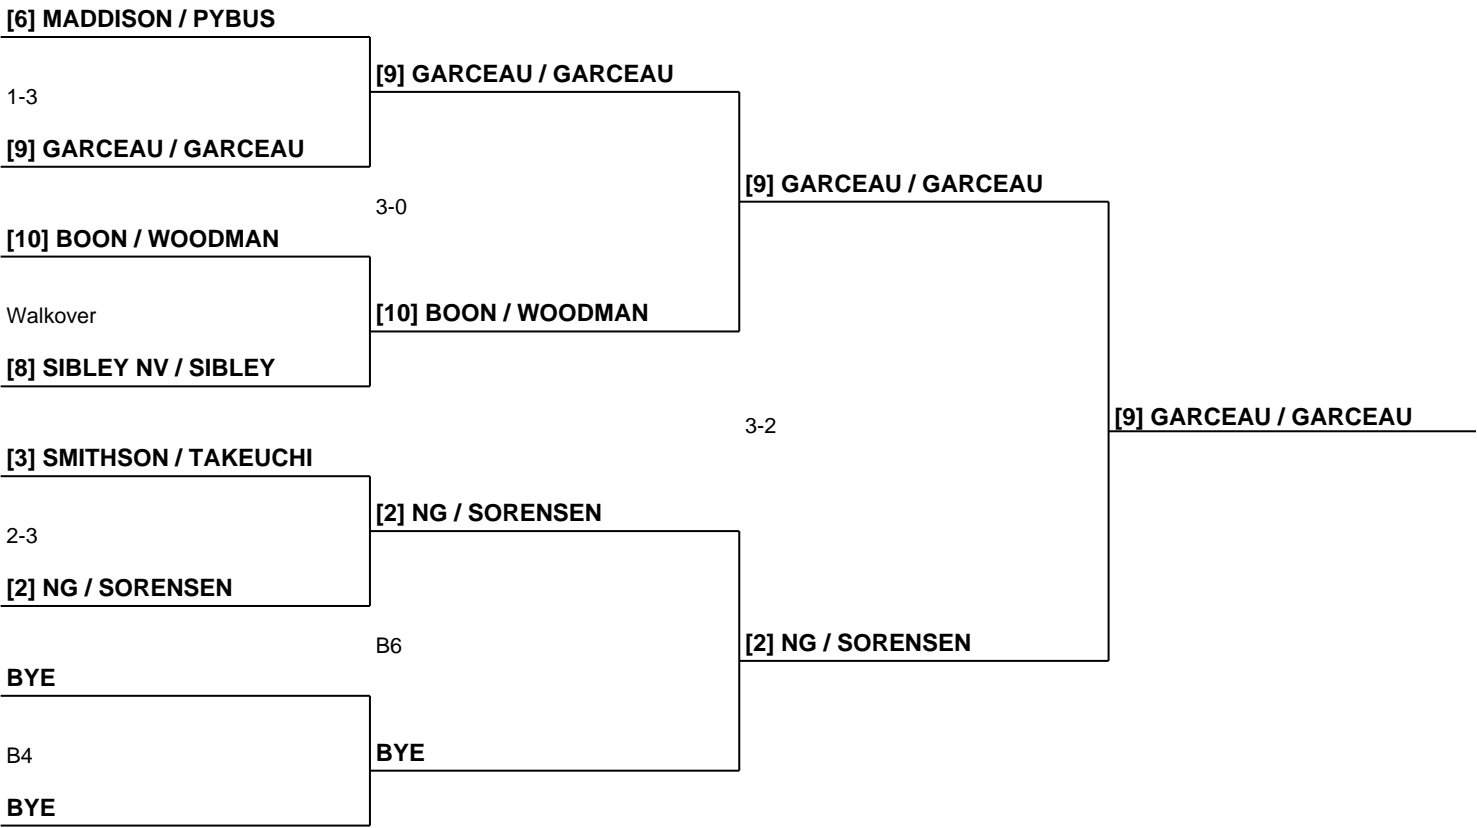 [6] MADDISON / PYBUS
1-3
[9] GARCEAU / GARCEAU
[10] BOON / WOODMAN
Walkover
[8] SIBLEY NV / SIBLEY
[3] SMITHSON / TAKEUCHI
2-3
[2] NG / SORENSEN
BYE
B4
BYE
[9] GARCEAU / GARCEAU
3-0
[10] BOON / WOODMAN
[2] NG / SORENSEN
B6
BYE
[9] GARCEAU / GARCEAU
3-2
[2] NG / SORENSEN
[9] GARCEAU / GARCEAU